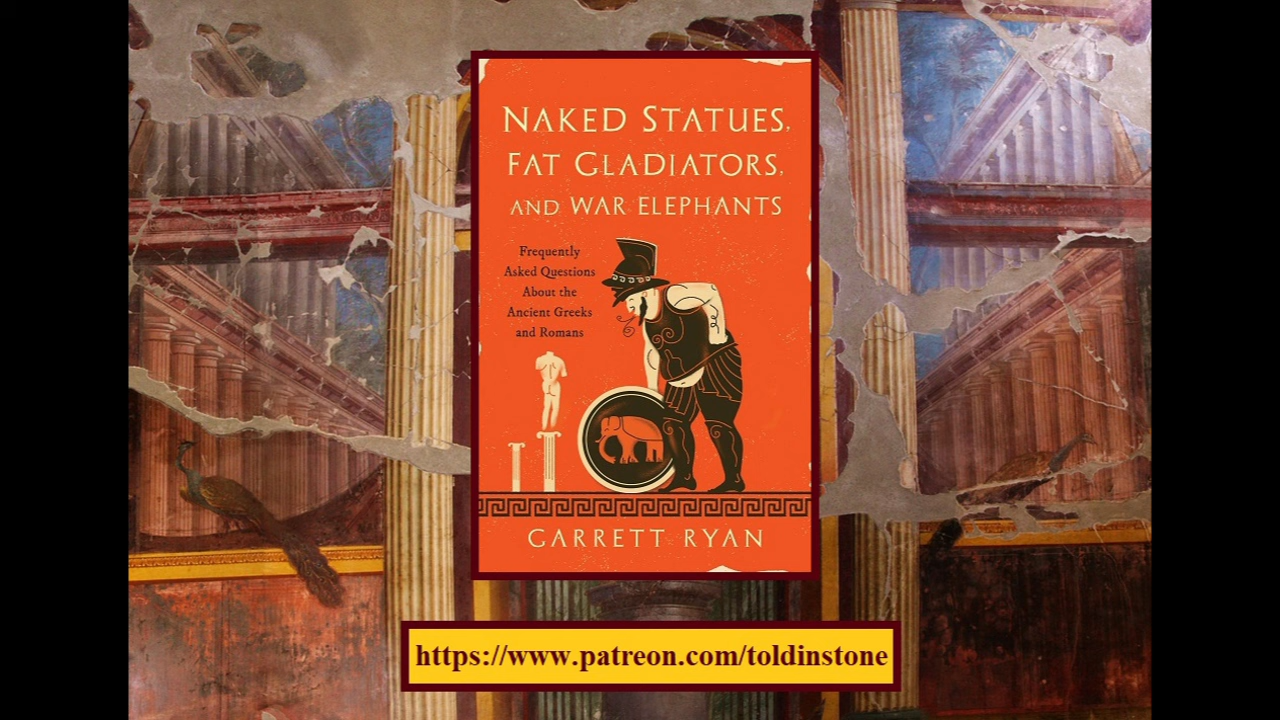 NAKED STATUES,
FAT GLADIATORS,
AND WAR ELEPHANTS
Frequently
Asked Questions
About the
Ancient Greeks
and Romans
GARRETT RYAN
https://www.patreon.com/toldinstone